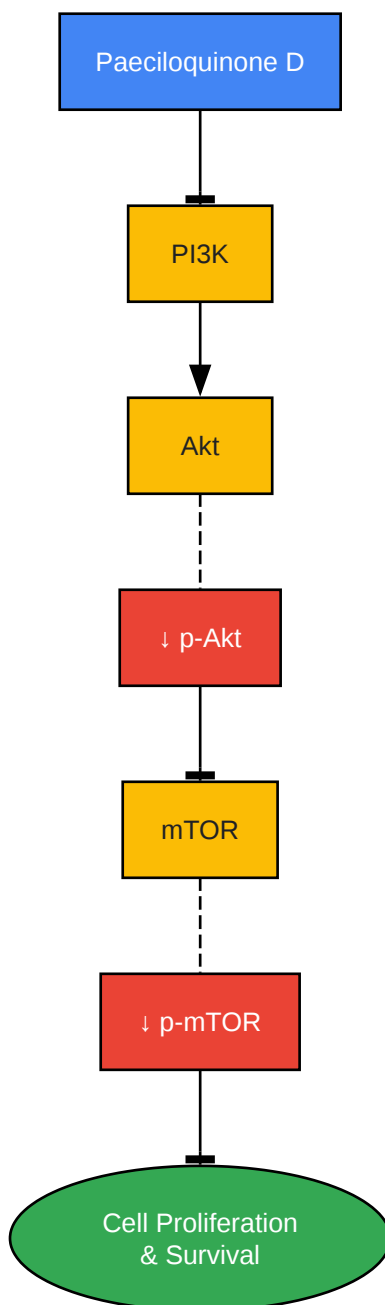 Paeciloquinone D
PI3K
Akt
↓ p-Akt
mTOR
↓ p-mTOR
Cell Proliferation
& Survival